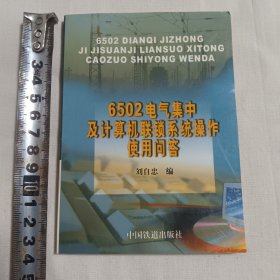 6502 DIANQI JIZHONG
JI JISUANJI LIANSUO XITONG
CAOZUO SHIYONG WENDA
6502电气集中
及计算机联锁系统操作
使用问答
刘自忠 编
中国铁道出版社